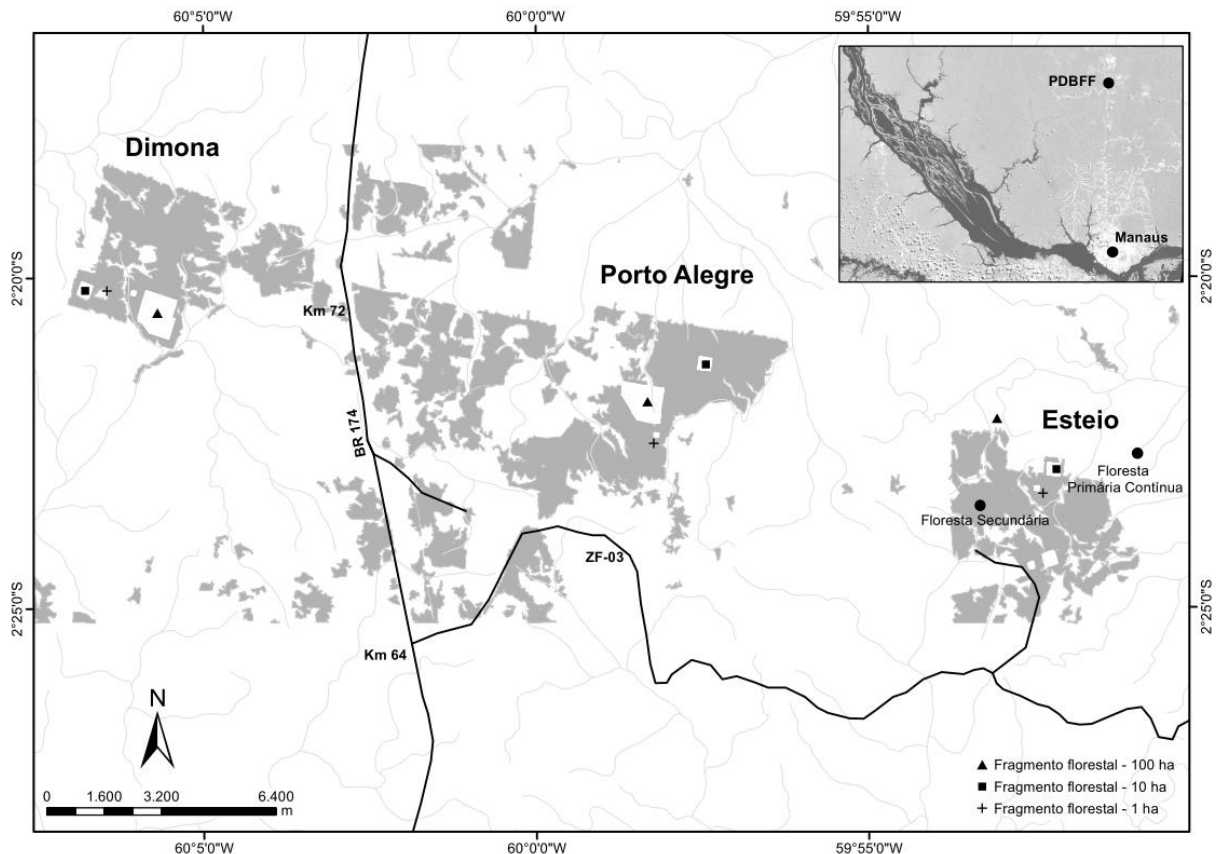 60°5'0"W
60°0'0"W
59°55'0"W
PDBFF
Manaus
Dimona
2°20'0"S
2°20'0"S
Porto Alegre
Km 72
BR 174
Esteio
Floresta
Primária Contínua
Floresta Secundária
ZF-03
2°25'0"S
2°25'0"S
Km 64
N
Fragmento florestal - 100 ha
Fragmento florestal - 10 ha
Fragmento florestal - 1 ha
0 1.600 3.200 6.400
m
60°5'0"W
60°0'0"W
59°55'0"W